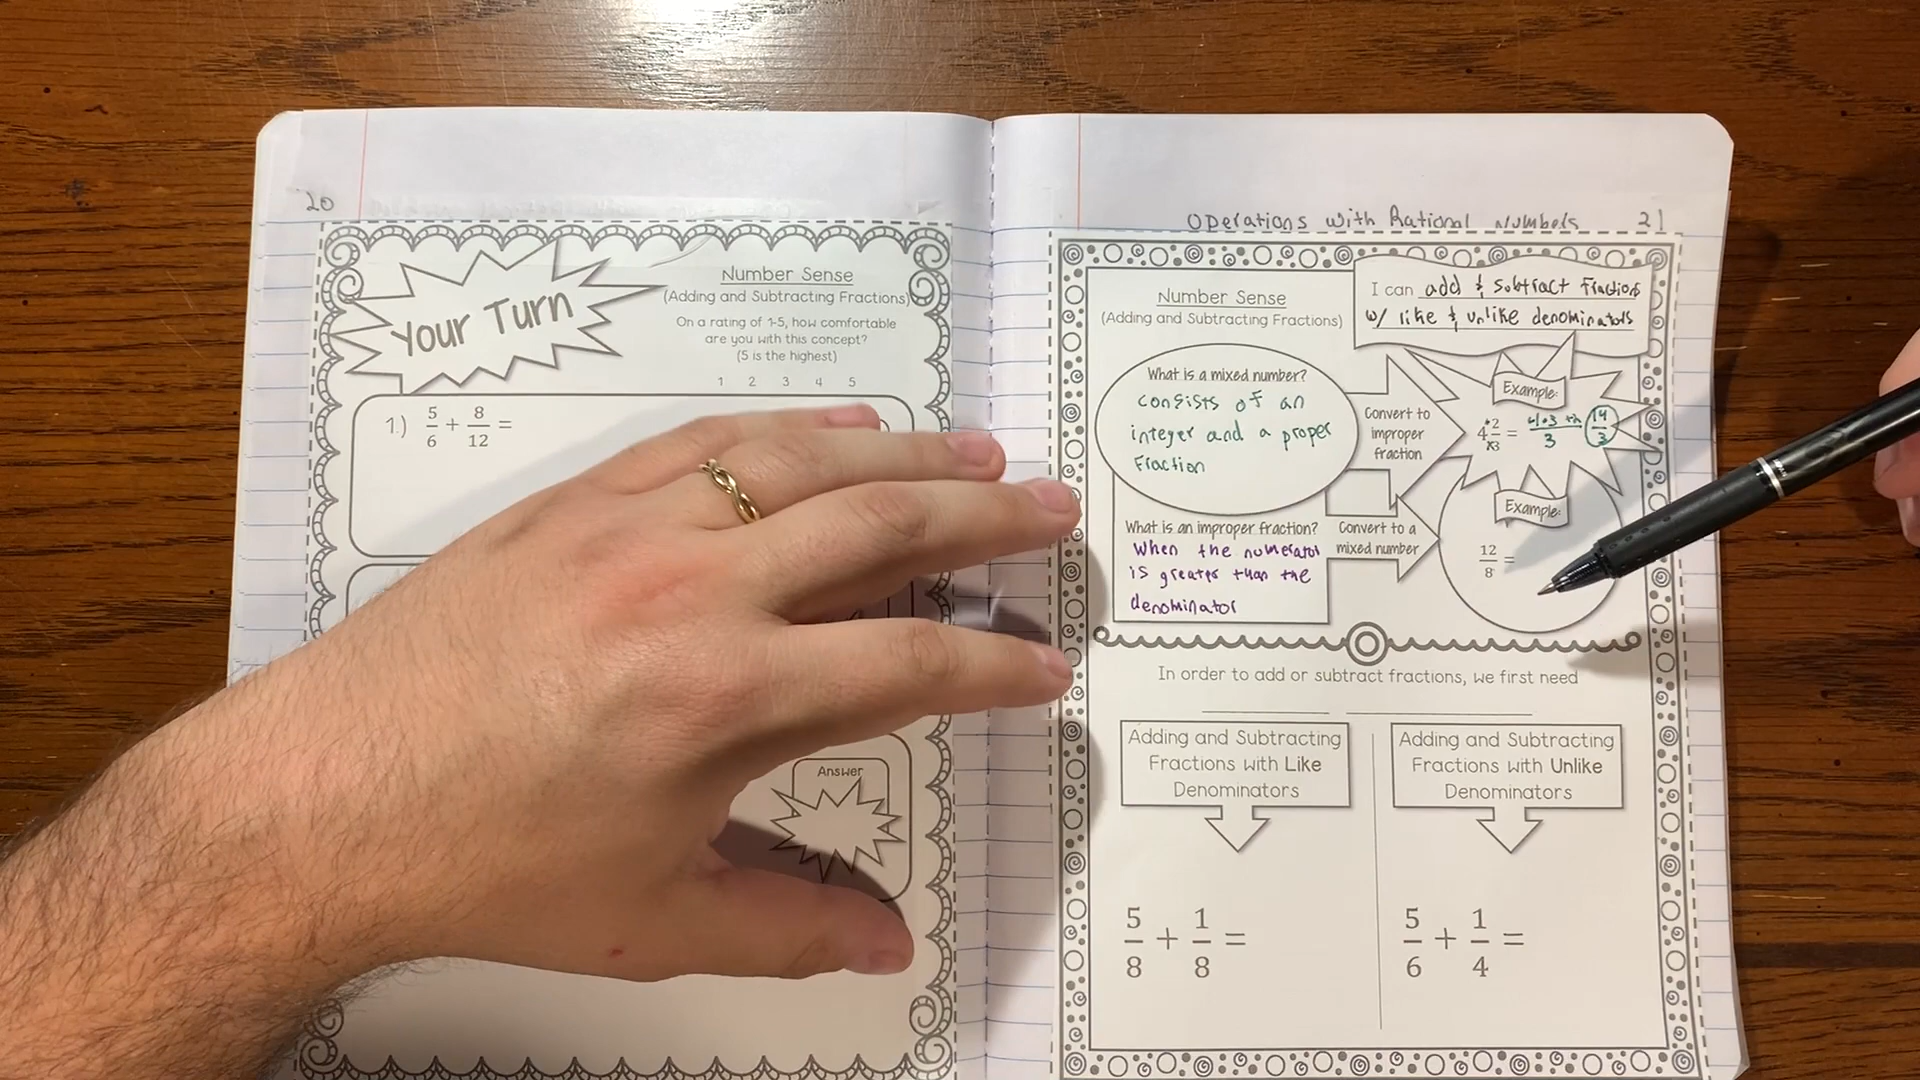 20
Your Turn
Number Sense
(Adding and Subtracting Fractions)
On a rating of 1-5, how comfortable
are you with this concept?
(5 is the highest)
1 2 3 4 5
1.) 5/6 + 8/12 =
Answer
Operations with Rational Numbers 21
Number Sense
(Adding and Subtracting Fractions)
I can add & subtract fractions
w/ like & unlike denominators
What is a mixed number?
consists of an
integer and a proper
fraction
Convert to
improper
fraction
Example:
4 2/3 = 14/3
What is an improper fraction?
When the numerator
is greater than the
denominator
Convert to a
mixed number
Example:
12/8 =
In order to add or subtract fractions, we first need
Adding and Subtracting
Fractions with Like
Denominators
5/8 + 1/8 =
Adding and Subtracting
Fractions with Unlike
Denominators
5/6 + 1/4 =